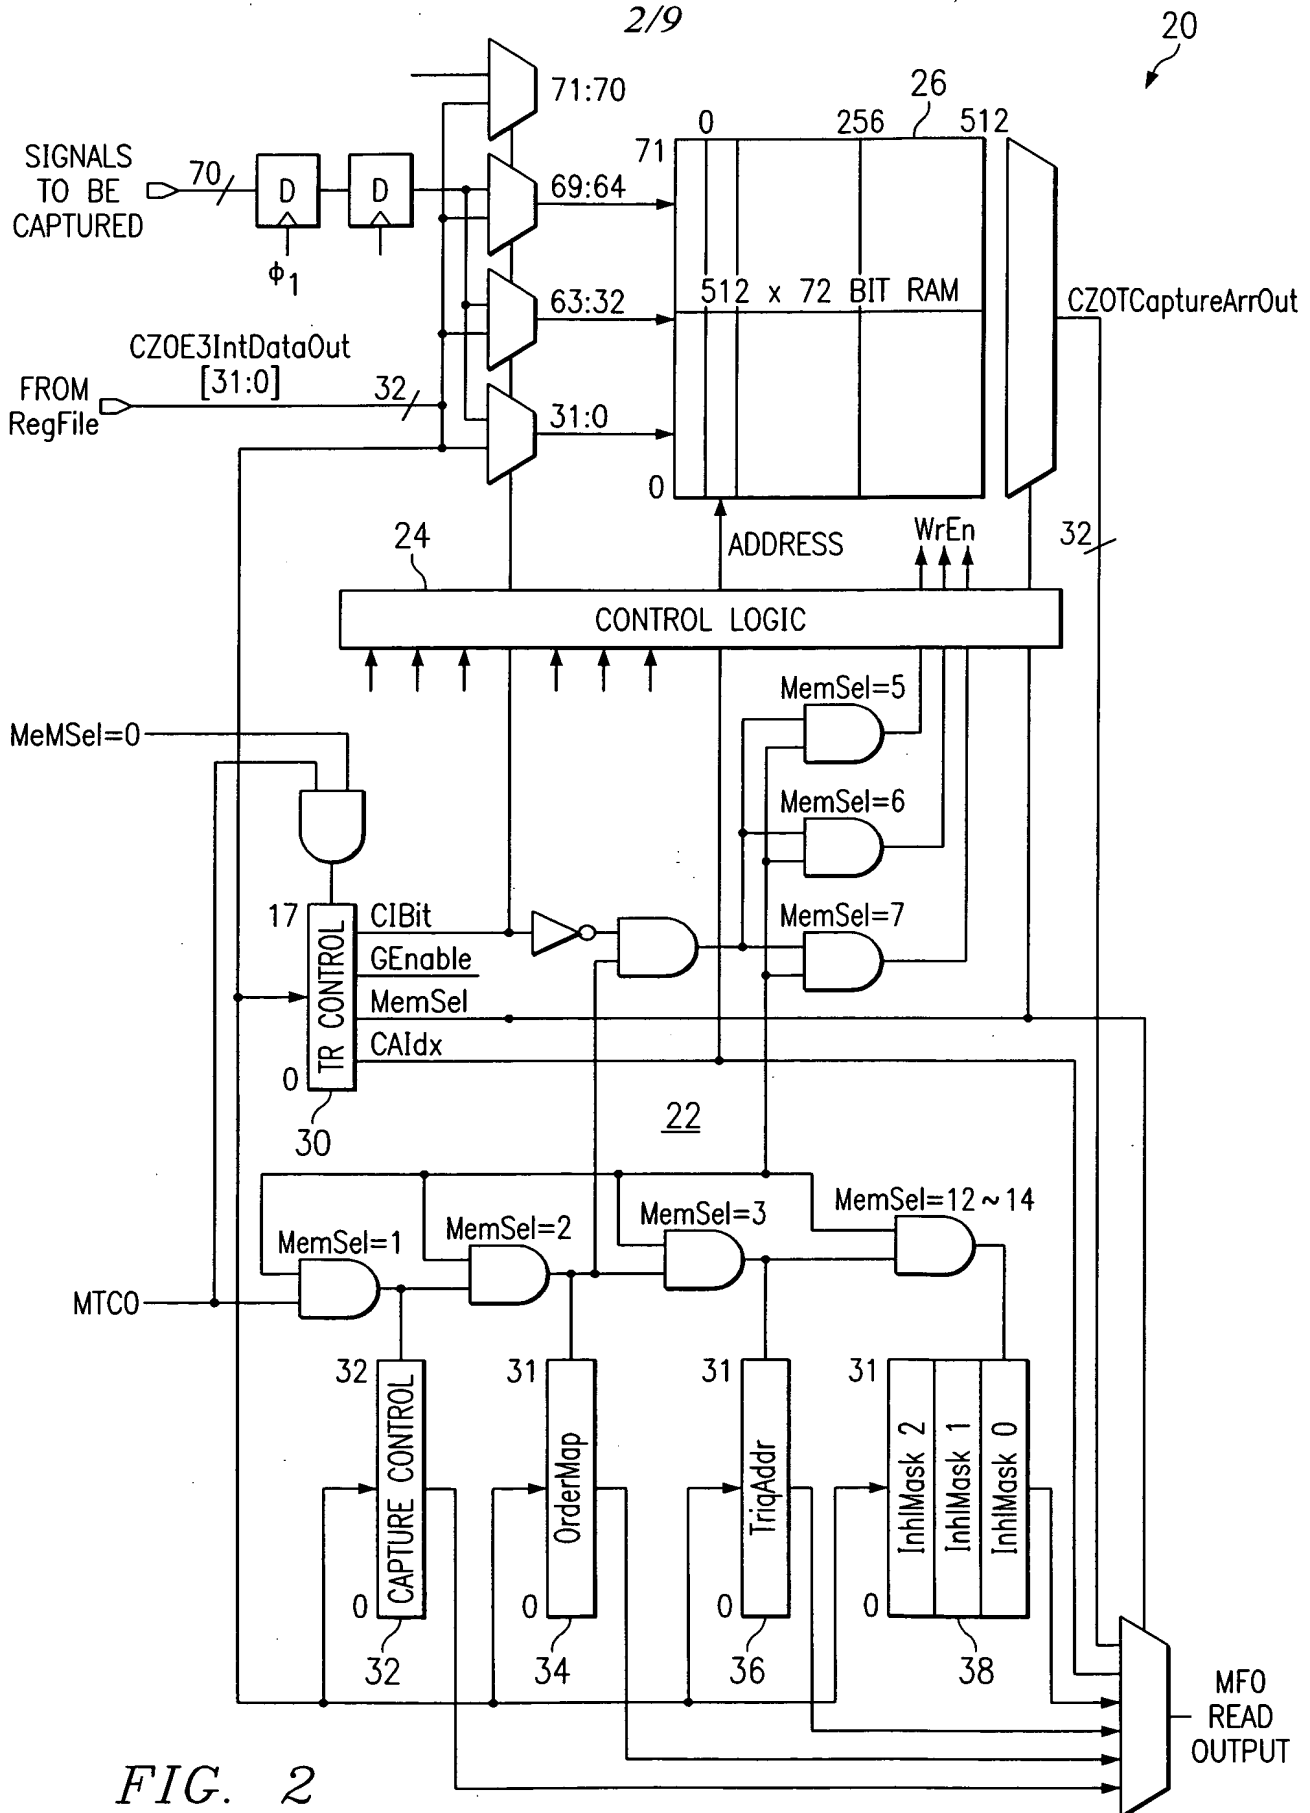 2/9
20
26
71:70
0 256 512
71
SIGNALS
TO BE
CAPTURED
70
D
D
69:64
ϕ1
512 x 72 BIT RAM
63:32
CZOTCaptureArrOut
CZ0E3IntDataOut
[31:0]
FROM
RegFile
32
31:0
0
24
ADDRESS
WrEn
32
CONTROL LOGIC
MemSel=5
MeMSel=0
MemSel=6
17
CIBit
MemSel=7
GEnable
TR CONTROL
MemSel
CAIdx
0
22
30
MemSel=12~14
MemSel=3
MemSel=2
MemSel=1
MTC0
32
31
31
31
CAPTURE CONTROL
OrderMap
TriqAddr
InhlMask 2
InhlMask 1
InhlMask 0
0
0
0
0
32
34
36
38
MF0
READ
OUTPUT
FIG. 2